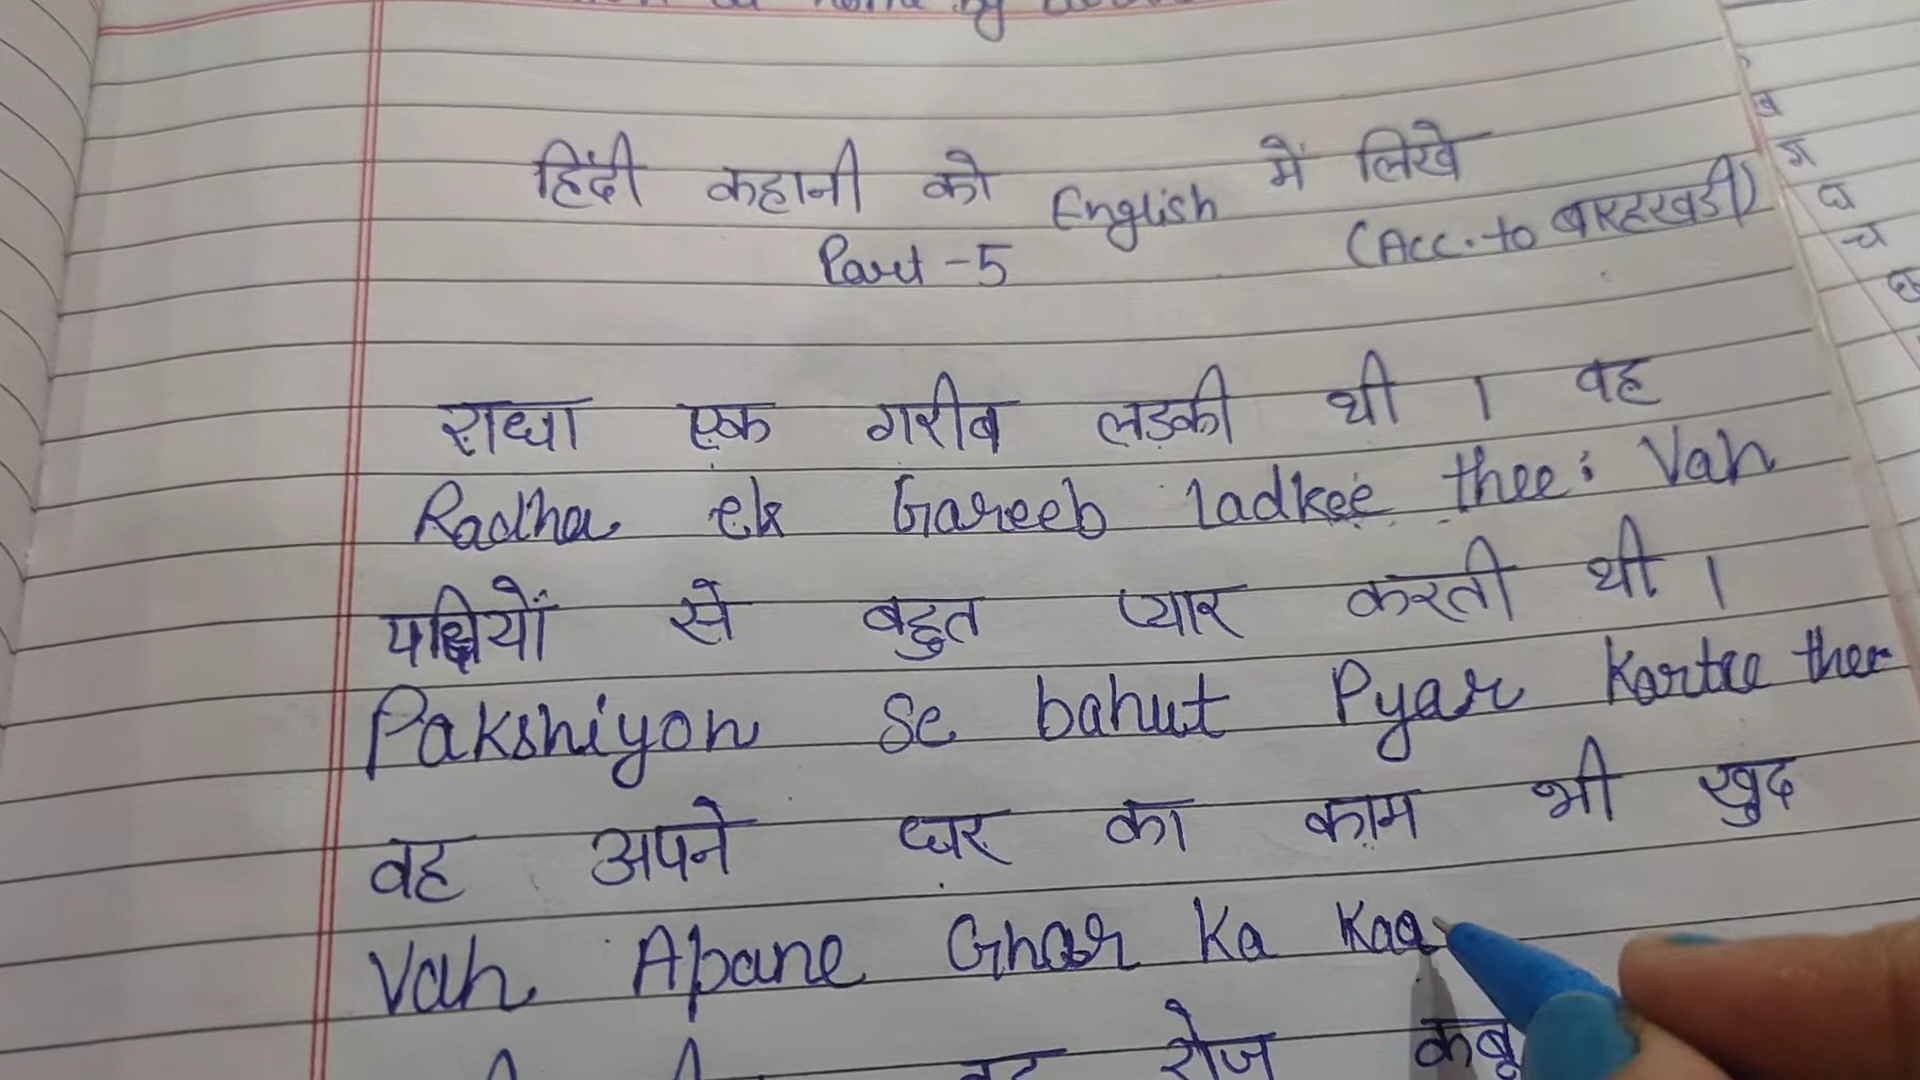 हिंदी कहानी को English में लिखे
Part-5 (Acc. to बारहखडी)
राधा एक गरीब लड़की थी । वह
Radha ek Gareeb ladkee thee. Vah
पक्षियों से बहुत प्यार करती थी ।
Pakshiyon se bahut Pyar Kartee thee
वह अपने घर का काम भी खुद
Vah Apane Ghar Ka Kaa
रोज कबू